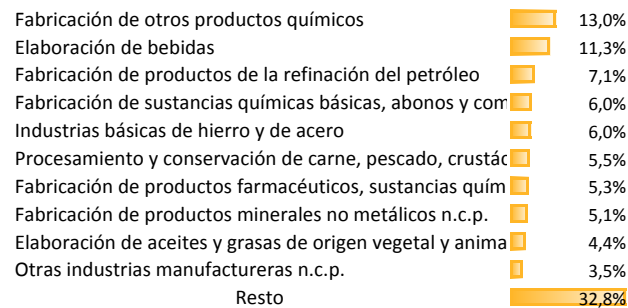 Fabricación de otros productos químicos 13,0%
Elaboración de bebidas 11,3%
Fabricación de productos de la refinación del petróleo 7,1%
Fabricación de sustancias químicas básicas, abonos y com 6,0%
Industrias básicas de hierro y de acero 6,0%
Procesamiento y conservación de carne, pescado, crustác 5,5%
Fabricación de productos farmacéuticos, sustancias quím 5,3%
Fabricación de productos minerales no metálicos n.c.p. 5,1%
Elaboración de aceites y grasas de origen vegetal y anima 4,4%
Otras industrias manufactureras n.c.p. 3,5%
Resto 32,8%